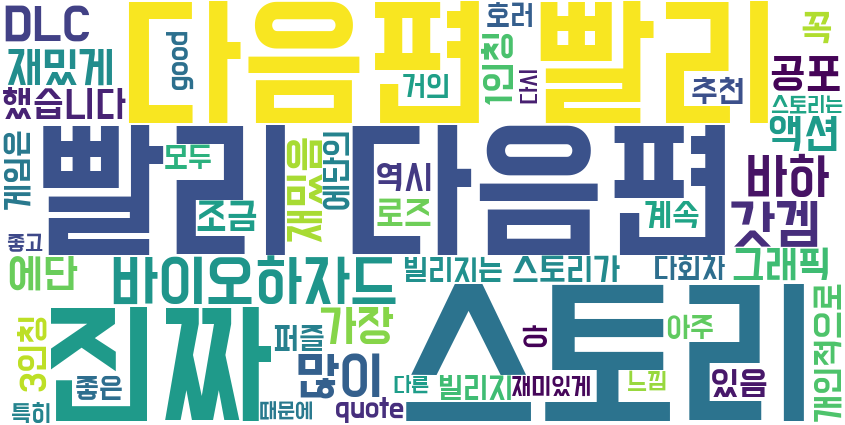 DLC
다음편 빨리
good
호러
꼭
재밌게
거의
1인칭
다시
추천
공포
했습니다
스토리는
액션
빨리 다음편
게임은
모두
재밌음
에단의
역시
바하
조금
로즈
계속
갓겜
좋고
에단
바이오하자드
빌리지는
스토리가
다회차
그래픽
진짜
스토리
3인칭
퍼즐
가장
ㅎ
아주
개인적으로
좋은
많이
다른
빌리지
재미있게
느낌
있음
특히
때문에
quote